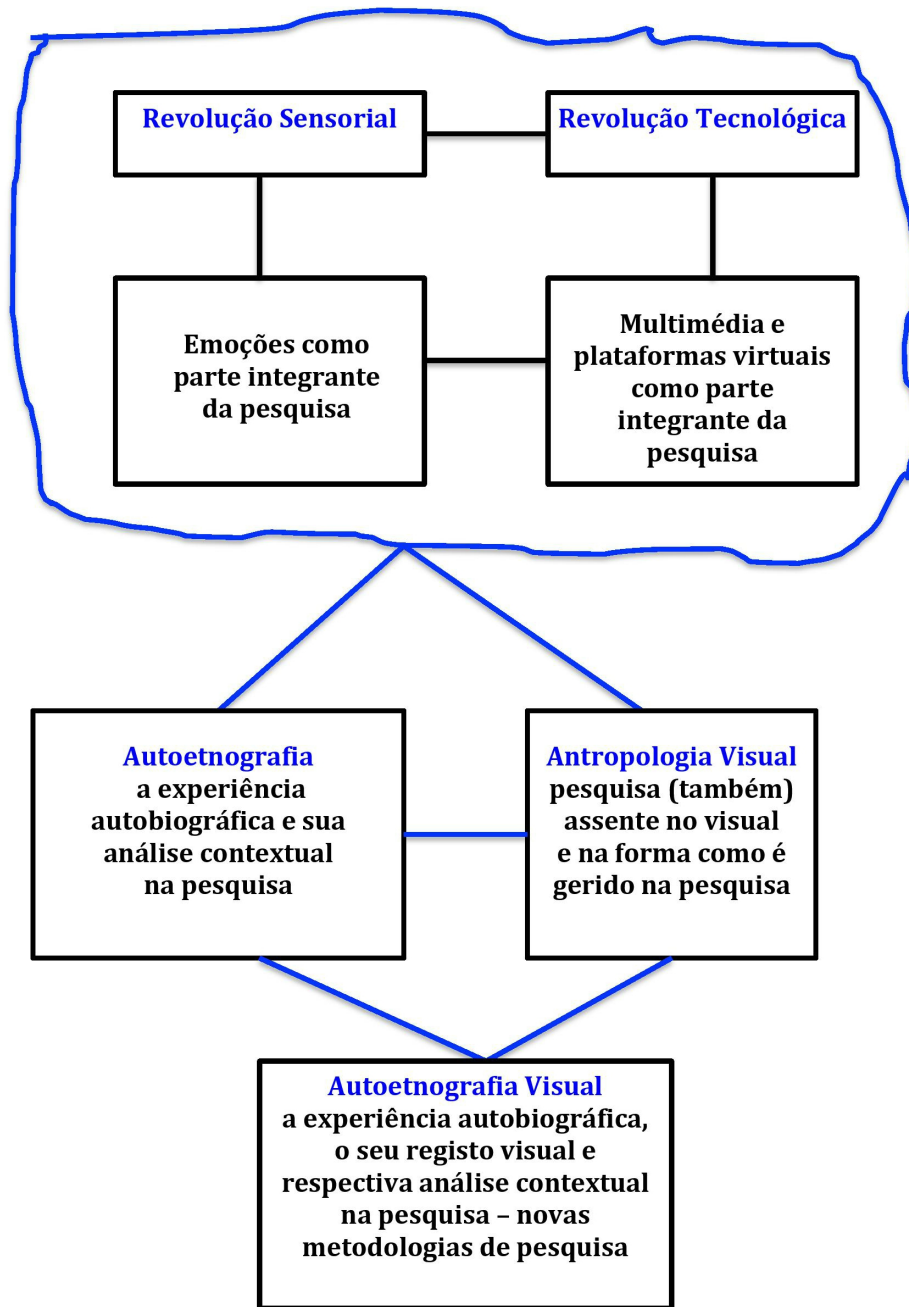 Revolução Sensorial
Revolução Tecnológica
Emoções como
parte integrante
da pesquisa
Multimédia e
plataformas virtuais
como parte
integrante da
pesquisa
Autoetnografia
a experiência
autobiográfica e sua
análise contextual
na pesquisa
Antropologia Visual
pesquisa (também)
assente no visual
e na forma como é
gerido na pesquisa
Autoetnografia Visual
a experiência autobiográfica,
o seu registo visual e
respectiva análise contextual
na pesquisa – novas
metodologias de pesquisa